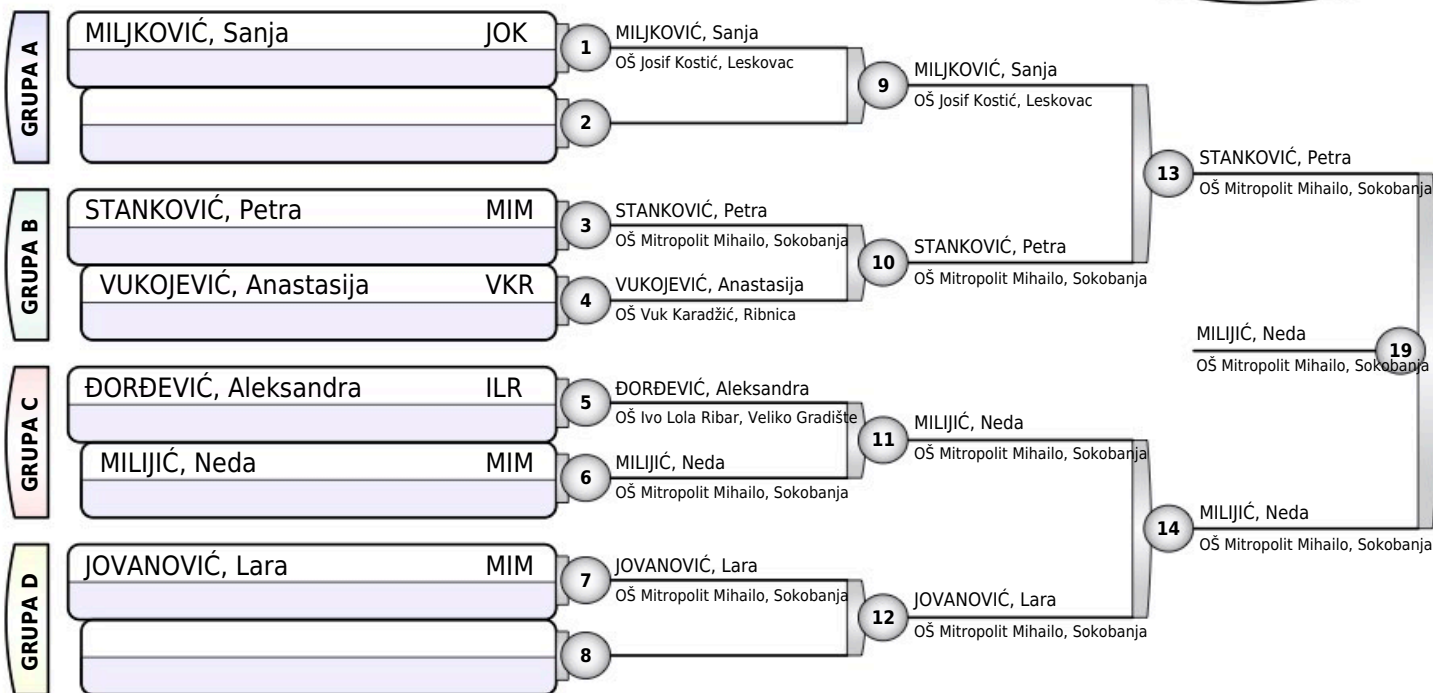 GRUPA A
MILJKOVIĆ, Sanja JOK
1
MILJKOVIĆ, Sanja
OŠ Josif Kostić, Leskovac
2
9
MILJKOVIĆ, Sanja
OŠ Josif Kostić, Leskovac
GRUPA B
STANKOVIĆ, Petra MIM
3
STANKOVIĆ, Petra
OŠ Mitropolit Mihailo, Sokobanja
VUKOJEVIĆ, Anastasija VKR
4
VUKOJEVIĆ, Anastasija
OŠ Vuk Karadžić, Ribnica
10
STANKOVIĆ, Petra
OŠ Mitropolit Mihailo, Sokobanja
13
STANKOVIĆ, Petra
OŠ Mitropolit Mihailo, Sokobanja
GRUPA C
ĐORĐEVIĆ, Aleksandra ILR
5
ĐORĐEVIĆ, Aleksandra
OŠ Ivo Lola Ribar, Veliko Gradište
MILIJIĆ, Neda MIM
6
MILIJIĆ, Neda
OŠ Mitropolit Mihailo, Sokobanja
11
MILIJIĆ, Neda
OŠ Mitropolit Mihailo, Sokobanja
GRUPA D
JOVANOVIĆ, Lara MIM
7
JOVANOVIĆ, Lara
OŠ Mitropolit Mihailo, Sokobanja
8
12
JOVANOVIĆ, Lara
OŠ Mitropolit Mihailo, Sokobanja
14
MILIJIĆ, Neda
OŠ Mitropolit Mihailo, Sokobanja
MILIJIĆ, Neda
OŠ Mitropolit Mihailo, Sokobanja
19